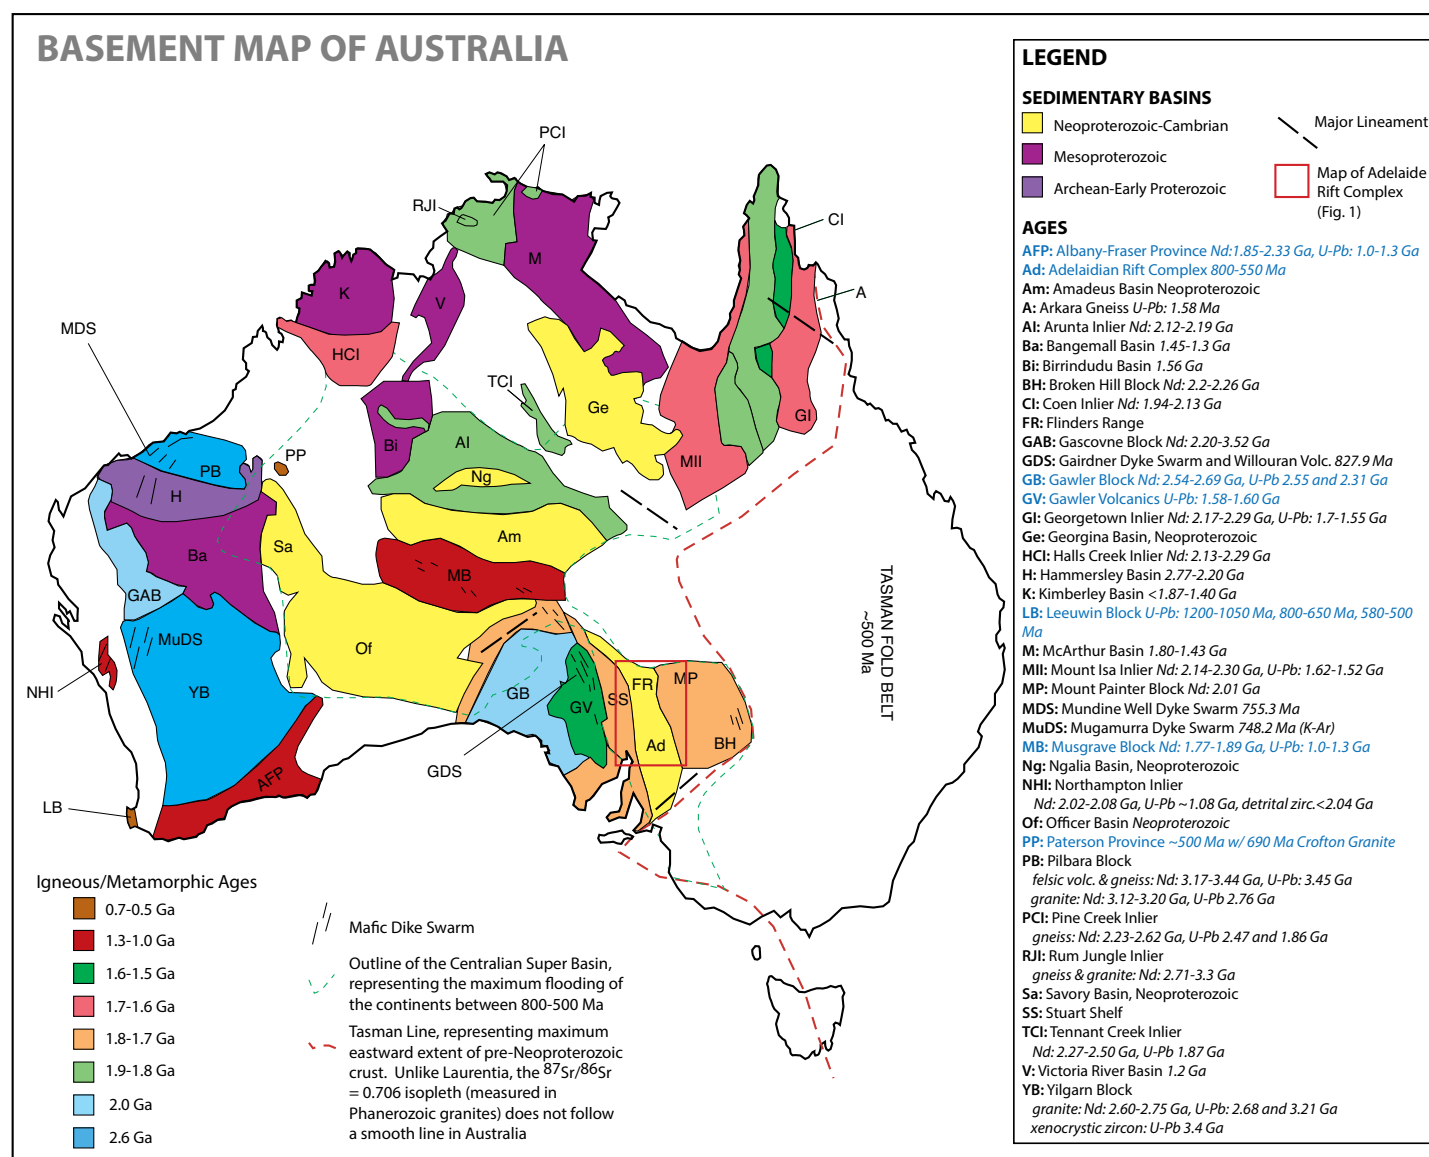 BASEMENT MAP OF AUSTRALIA
PCI
RJI
CI
M
K
V
A
MDS
HCI
TCI
Ge
GI
AI
Bi
MII
PP
PB
Ng
H
Am
Sa
Ba
MB
GAB
MuDS
Of
YB
NHI
GB
GV
SS
FR
MP
Ad
BH
GDS
AFP
LB
TASMAN FOLD BELT
~500 Ma
Igneous/Metamorphic Ages
0.7-0.5 Ga
1.3-1.0 Ga
1.6-1.5 Ga
1.7-1.6 Ga
1.8-1.7 Ga
1.9-1.8 Ga
2.0 Ga
2.6 Ga
Mafic Dike Swarm
Outline of the Centralian Super Basin,
representing the maximum flooding of
the continents between 800-500 Ma
Tasman Line, representing maximum
eastward extent of pre-Neoproterozoic
crust. Unlike Laurentia, the 87Sr/86Sr
= 0.706 isopleth (measured in
Phanerozoic granites) does not follow
a smooth line in Australia
LEGEND
SEDIMENTARY BASINS
Neoproterozoic-Cambrian
Mesoproterozoic
Archean-Early Proterozoic
Major Lineament
Map of Adelaide
Rift Complex
(Fig. 1)
AGES
AFP: Albany-Fraser Province Nd:1.85-2.33 Ga, U-Pb: 1.0-1.3 Ga
Ad: Adelaidian Rift Complex 800-550 Ma
Am: Amadeus Basin Neoproterozoic
A: Arkara Gneiss U-Pb: 1.58 Ma
AI: Arunta Inlier Nd: 2.12-2.19 Ga
Ba: Bangemall Basin 1.45-1.3 Ga
Bi: Birrindudu Basin 1.56 Ga
BH: Broken Hill Block Nd: 2.2-2.26 Ga
CI: Coen Inlier Nd: 1.94-2.13 Ga
FR: Flinders Range
GAB: Gascovne Block Nd: 2.20-3.52 Ga
GDS: Gairdner Dyke Swarm and Willouran Volc. 827.9 Ma
GB: Gawler Block Nd: 2.54-2.69 Ga, U-Pb 2.55 and 2.31 Ga
GV: Gawler Volcanics U-Pb: 1.58-1.60 Ga
GI: Georgetown Inlier Nd: 2.17-2.29 Ga, U-Pb: 1.7-1.55 Ga
Ge: Georgina Basin, Neoproterozoic
HCI: Halls Creek Inlier Nd: 2.13-2.29 Ga
H: Hammersley Basin 2.77-2.20 Ga
K: Kimberley Basin <1.87-1.40 Ga
LB: Leeuwin Block U-Pb: 1200-1050 Ma, 800-650 Ma, 580-500
Ma
M: McArthur Basin 1.80-1.43 Ga
MII: Mount Isa Inlier Nd: 2.14-2.30 Ga, U-Pb: 1.62-1.52 Ga
MP: Mount Painter Block Nd: 2.01 Ga
MDS: Mundine Well Dyke Swarm 755.3 Ma
MuDS: Mugamurra Dyke Swarm 748.2 Ma (K-Ar)
MB: Musgrave Block Nd: 1.77-1.89 Ga, U-Pb: 1.0-1.3 Ga
Ng: Ngalia Basin, Neoproterozoic
NHI: Northampton Inlier
Nd: 2.02-2.08 Ga, U-Pb ~1.08 Ga, detrital zirc.<2.04 Ga
Of: Officer Basin Neoproterozoic
PP: Paterson Province ~500 Ma w/ 690 Ma Crofton Granite
PB: Pilbara Block
felsic volc. & gneiss: Nd: 3.17-3.44 Ga, U-Pb: 3.45 Ga
granite: Nd: 3.12-3.20 Ga, U-Pb 2.76 Ga
PCI: Pine Creek Inlier
gneiss: Nd: 2.23-2.62 Ga, U-Pb 2.47 and 1.86 Ga
RJI: Rum Jungle Inlier
gneiss & granite: Nd: 2.71-3.3 Ga
Sa: Savory Basin, Neoproterozoic
SS: Stuart Shelf
TCI: Tennant Creek Inlier
Nd: 2.27-2.50 Ga, U-Pb 1.87 Ga
V: Victoria River Basin 1.2 Ga
YB: Yilgarn Block
granite: Nd: 2.60-2.75 Ga, U-Pb: 2.68 and 3.21 Ga
xenocrystic zircon: U-Pb 3.4 Ga